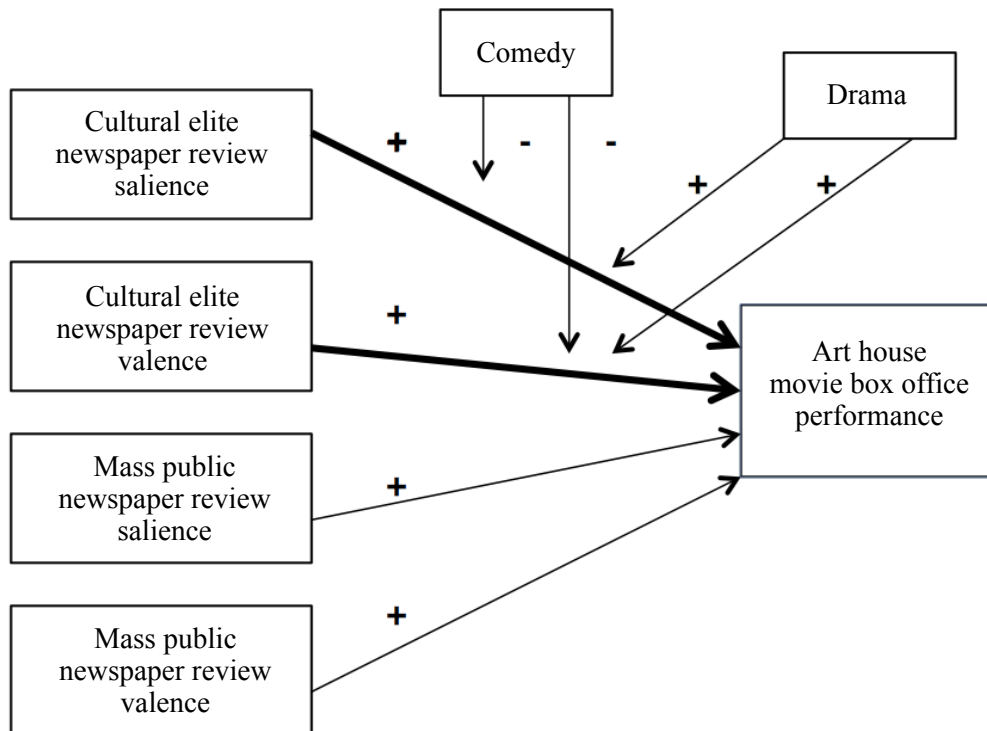 Comedy
Drama
Cultural elite
newspaper review
salience
+
-
-
+
+
Cultural elite
newspaper review
valence
+
Art house
movie box office
performance
Mass public
newspaper review
salience
+
Mass public
newspaper review
valence
+